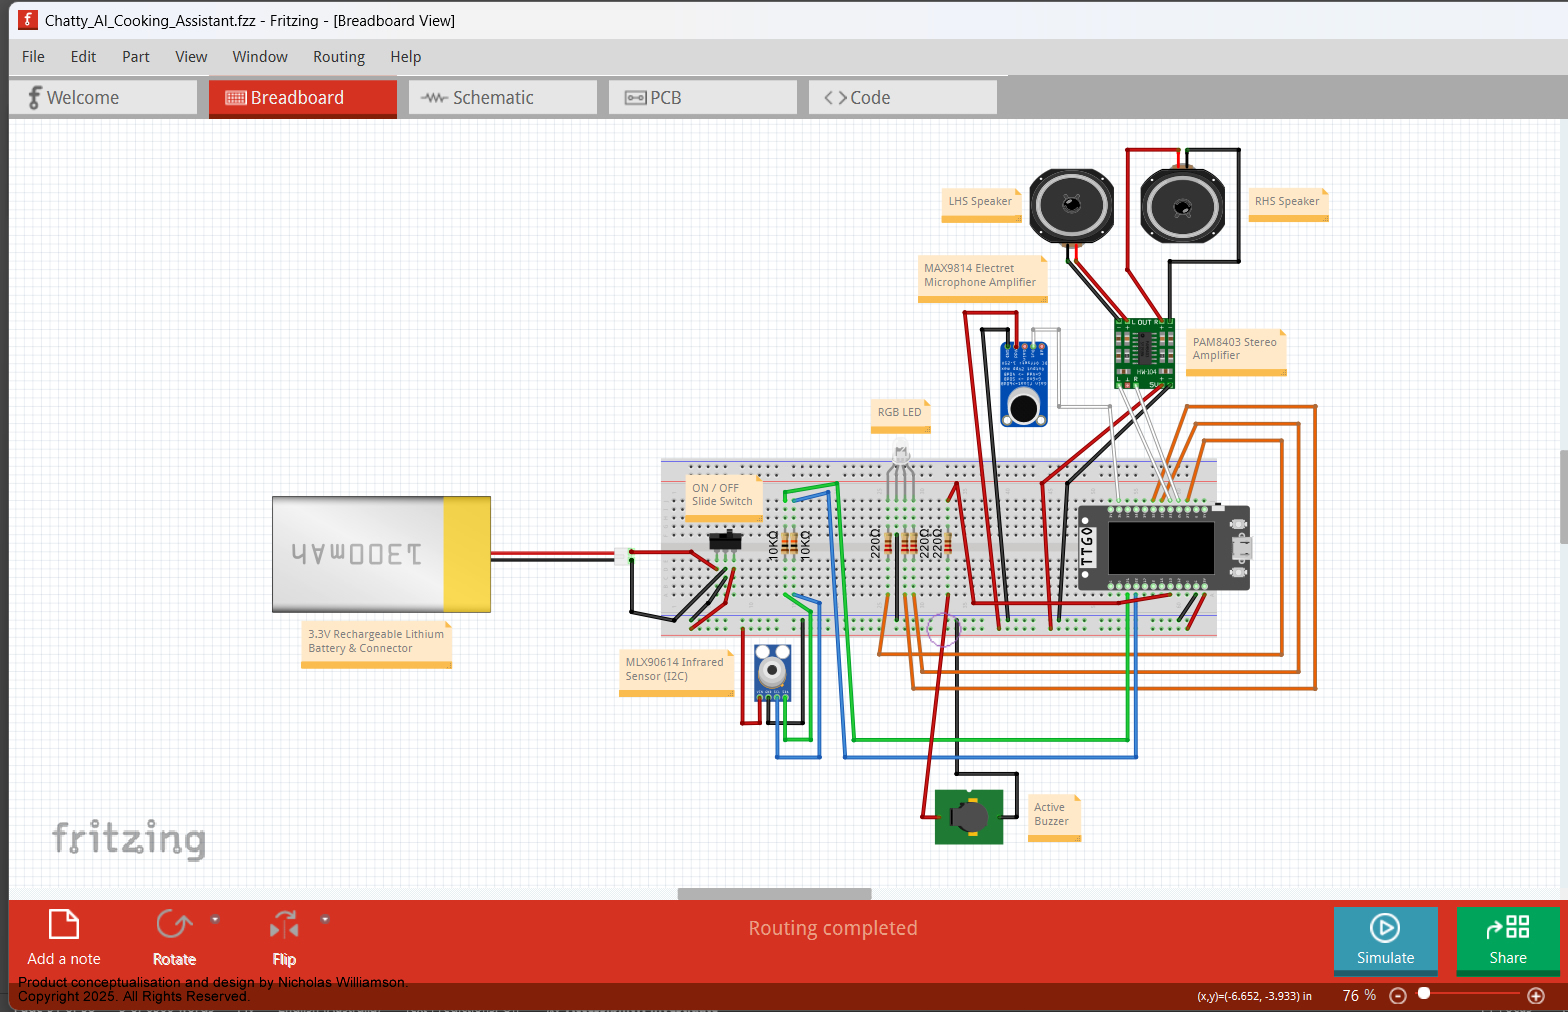 Chatty_AI_Cooking_Assistant.fzz - Fritzing - [Breadboard View]
File Edit Part View Window Routing Help
Welcome Breadboard Schematic PCB Code
LHS Speaker
RHS Speaker
MAX9814 Electret
Microphone Amplifier
L OUT R
HW-104
PAM8403 Stereo
Amplifier
RGB LED
ON / OFF
Slide Switch
10KΩ
10KΩ
220Ω
220Ω
220Ω
TTGO
13OOmAh
3.3V Rechargeable Lithium
Battery & Connector
MLX90614 Infrared
Sensor (I2C)
Active
Buzzer
fritzing
Add a note
Rotate
Flip
Routing completed
Simulate
Share
Product conceptualisation and design by Nicholas Williamson.
Copyright 2025. All Rights Reserved.
(x,y)=(-6.652, -3.933) in
76 %